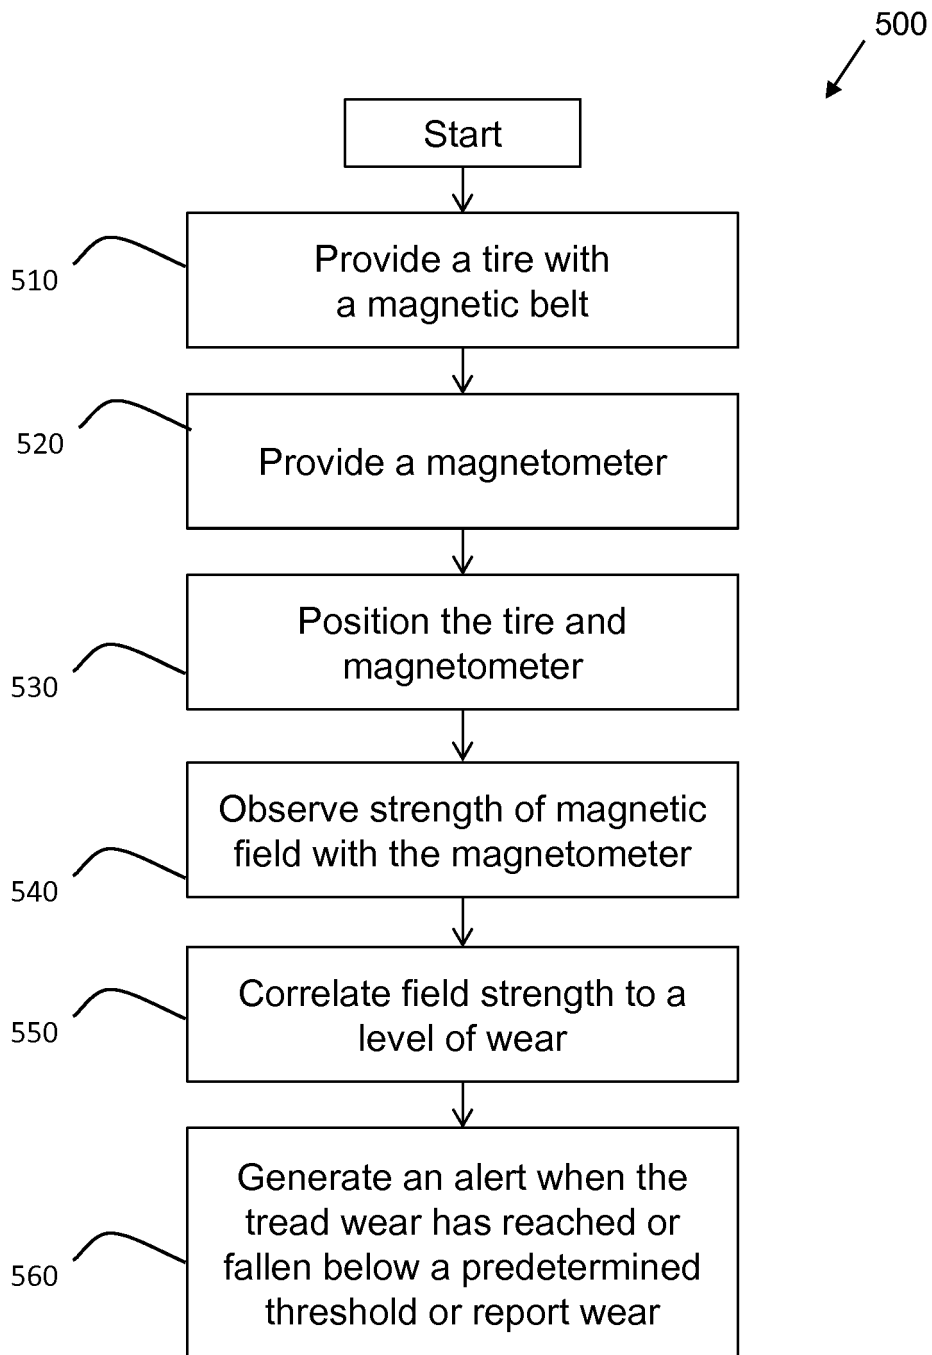 500
Start
510
Provide a tire with
a magnetic belt
520
Provide a magnetometer
530
Position the tire and
magnetometer
540
Observe strength of magnetic
field with the magnetometer
550
Correlate field strength to a
level of wear
560
Generate an alert when the
tread wear has reached or
fallen below a predetermined
threshold or report wear